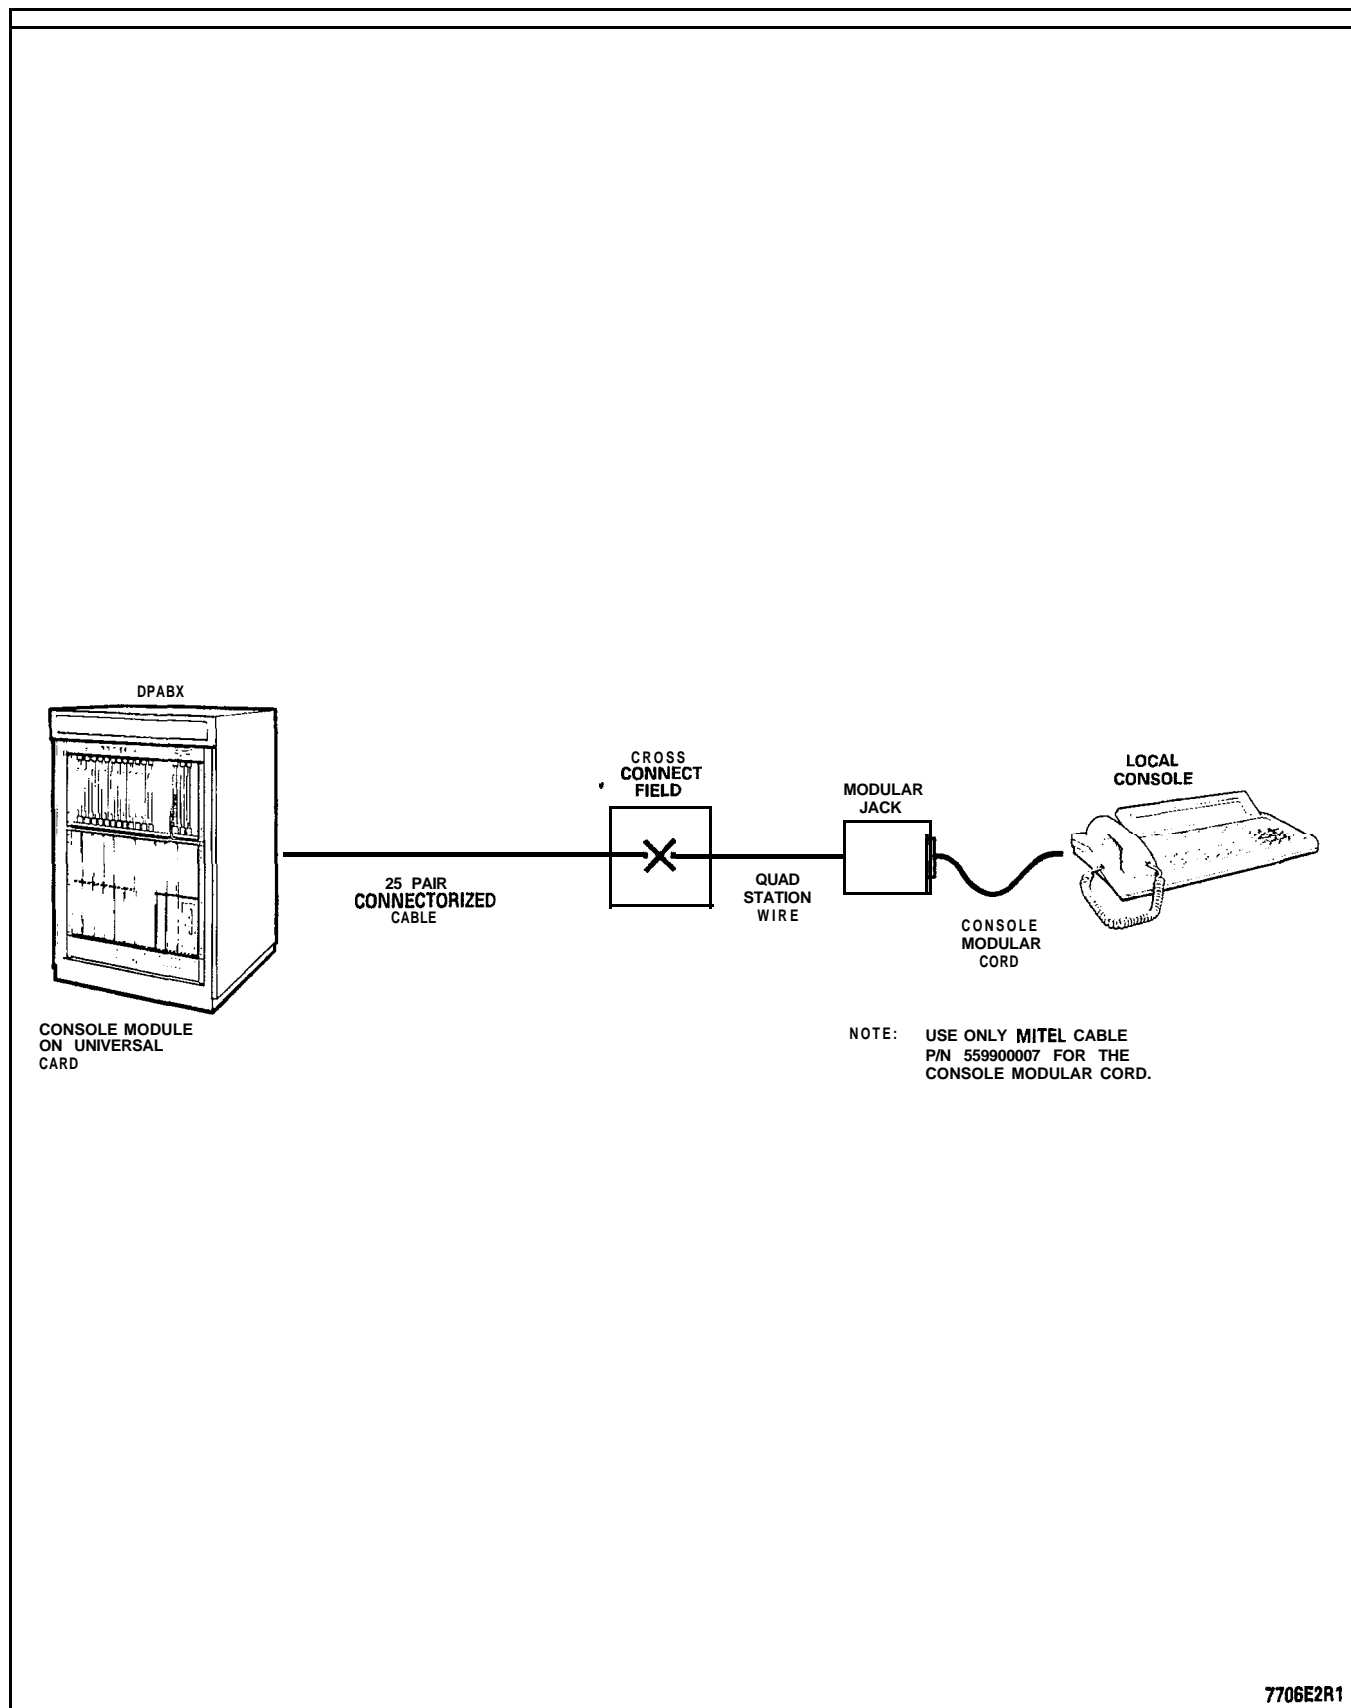 DPABX
CROSS
CONNECT
FIELD
MODULAR
JACK
LOCAL
CONSOLE
25 PAIR
CONNECTORIZED
CABLE
QUAD
STATION
WIRE
CONSOLE
MODULAR
CORD
CONSOLE MODULE
ON UNIVERSAL
CARD
NOTE: USE ONLY MITEL CABLE
P/N 559900007 FOR THE
CONSOLE MODULAR CORD.
7706E2R1